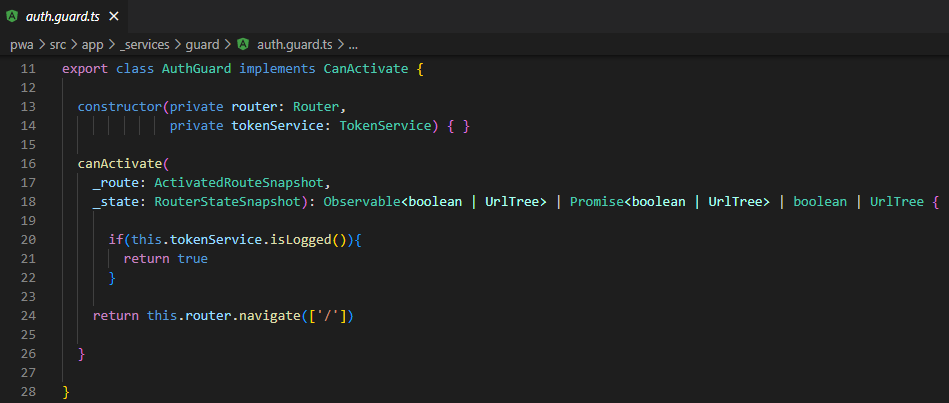 auth.guard.ts ×
pwa > src > app > _services > guard > auth.guard.ts > ...
11 export class AuthGuard implements CanActivate {
12
13 constructor(private router: Router,
14 private tokenService: TokenService) { }
15
16 canActivate(
17 _route: ActivatedRouteSnapshot,
18 _state: RouterStateSnapshot): Observable<boolean | UrlTree> | Promise<boolean | UrlTree> | boolean | UrlTree {
19
20 if(this.tokenService.isLogged()){
21 return true
22 }
23
24 return this.router.navigate(['/'])
25
26 }
27
28 }